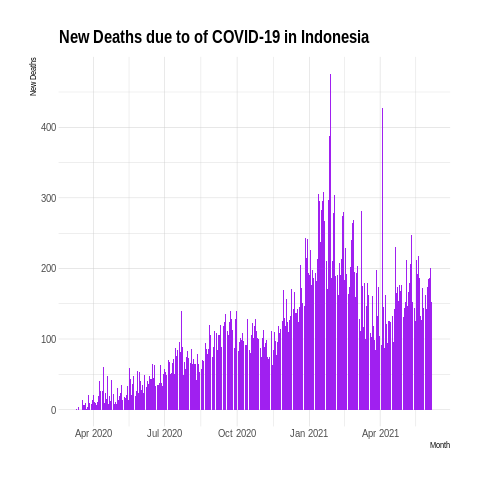 New Deaths due to of COVID-19 in Indonesia
New Deaths
400
300
200
100
0
Apr 2020 Jul 2020 Oct 2020 Jan 2021 Apr 2021
Month